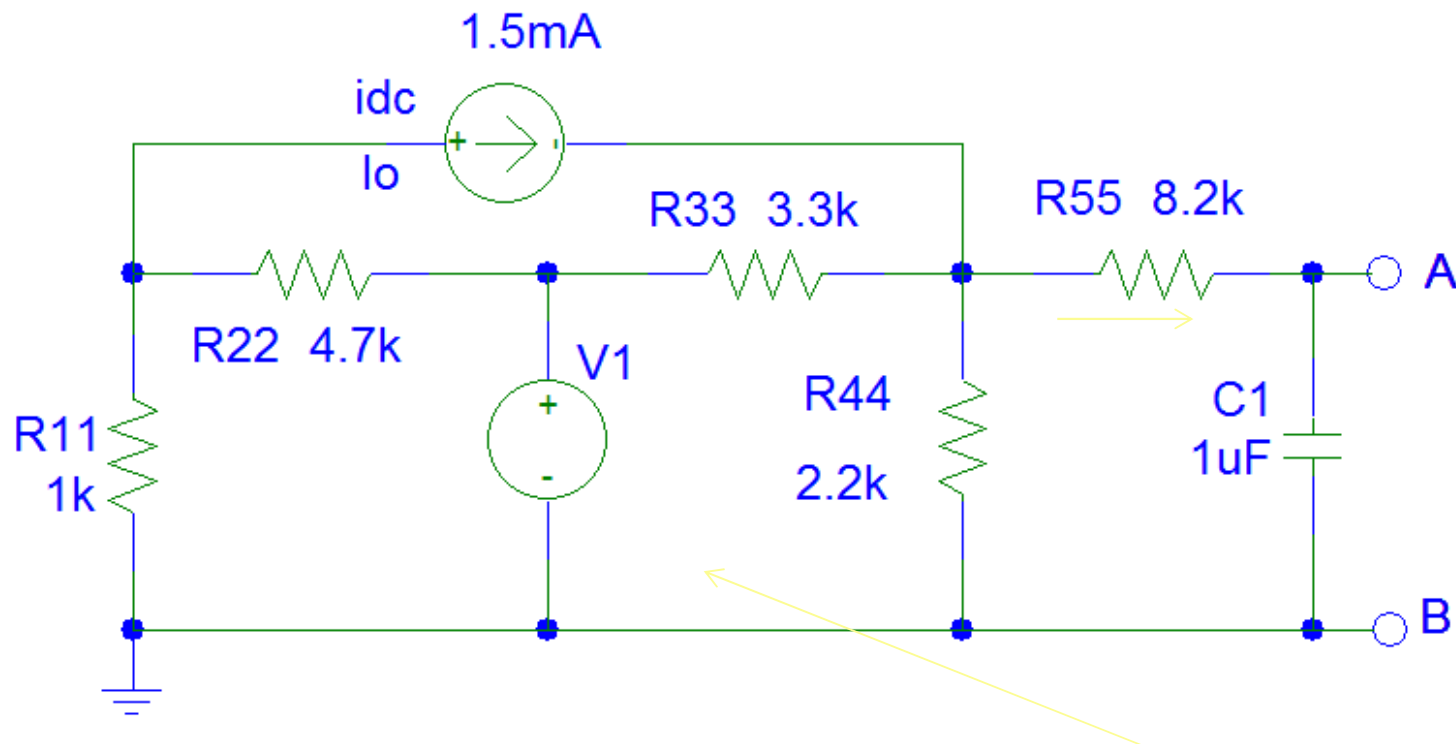 1.5mA
idc
+ -
Io
R33 3.3k
R55 8.2k
A
R22 4.7k
V1
+
-
R44
2.2k
C1
1uF
R11
1k
B